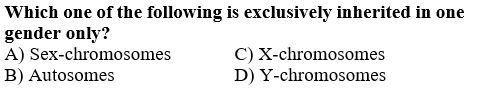 Which one of the following is exclusively inherited in one
gender only?
A) Sex-chromosomes C) X-chromosomes
B) Autosomes D) Y-chromosomes